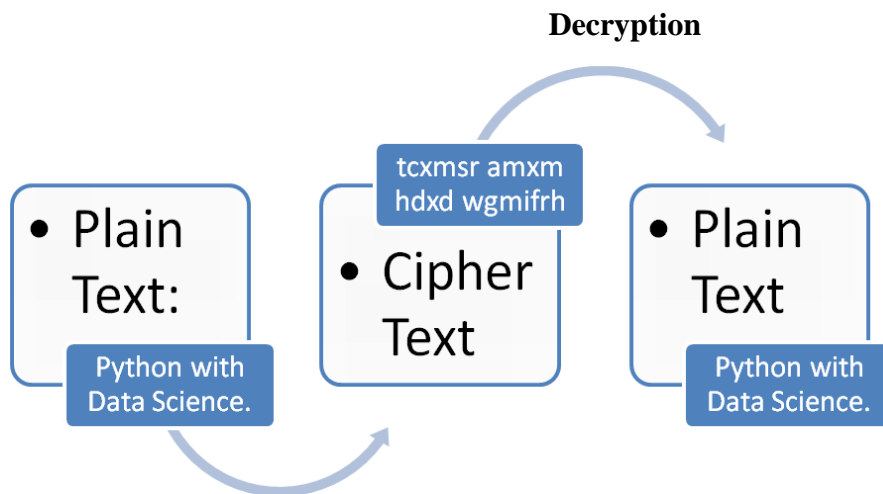 Decryption
• Plain
Text:
Python with
Data Science.
tcxmsr amxm
hdxd wgmifrh
• Cipher
Text
• Plain
Text
Python with
Data Science.